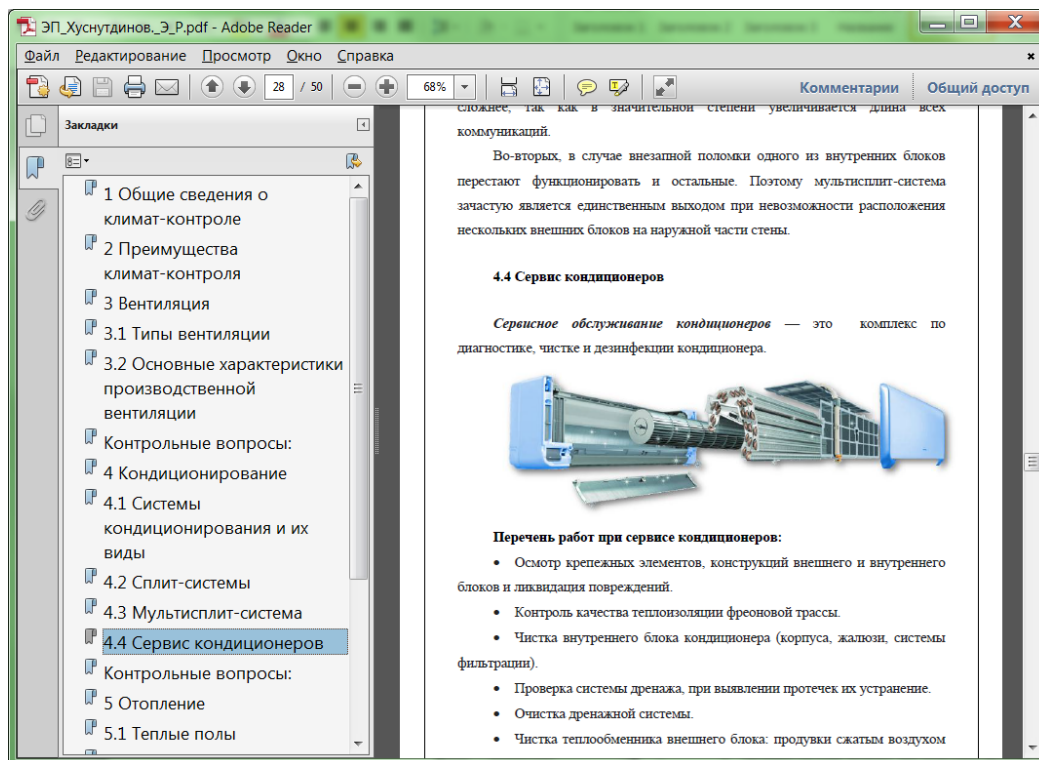 ЭП_Хуснутдинов._Э_Р.pdf - Adobe Reader
Файл Редактирование Просмотр Окно Справка
28 / 50 68% Комментарии Общий доступ
Закладки
1 Общие сведения о
климат-контроле
2 Преимущества
климат-контроля
3 Вентиляция
3.1 Типы вентиляции
3.2 Основные характеристики
производственной
вентиляции
Контрольные вопросы:
4 Кондиционирование
4.1 Системы
кондиционирования и их
виды
4.2 Сплит-системы
4.3 Мультисплит-система
4.4 Сервис кондиционеров
Контрольные вопросы:
5 Отопление
5.1 Теплые полы
сложнее, так как в значительной степени увеличивается длина всех
коммуникаций.
Во-вторых, в случае внезапной поломки одного из внутренних блоков
перестают функционировать и остальные. Поэтому мультисплит-система
зачастую является единственным выходом при невозможности расположения
нескольких внешних блоков на наружной части стены.
4.4 Сервис кондиционеров
Сервисное обслуживание кондиционеров — это комплекс по
диагностике, чистке и дезинфекции кондиционера.
Перечень работ при сервисе кондиционеров:
• Осмотр крепежных элементов, конструкций внешнего и внутреннего
блоков и ликвидация повреждений.
• Контроль качества теплоизоляции фреоновой трассы.
• Чистка внутреннего блока кондиционера (корпуса, жалюзи, системы
фильтрации).
• Проверка системы дренажа, при выявлении протечек их устранение.
• Очистка дренажной системы.
• Чистка теплообменника внешнего блока: продувки сжатым воздухом